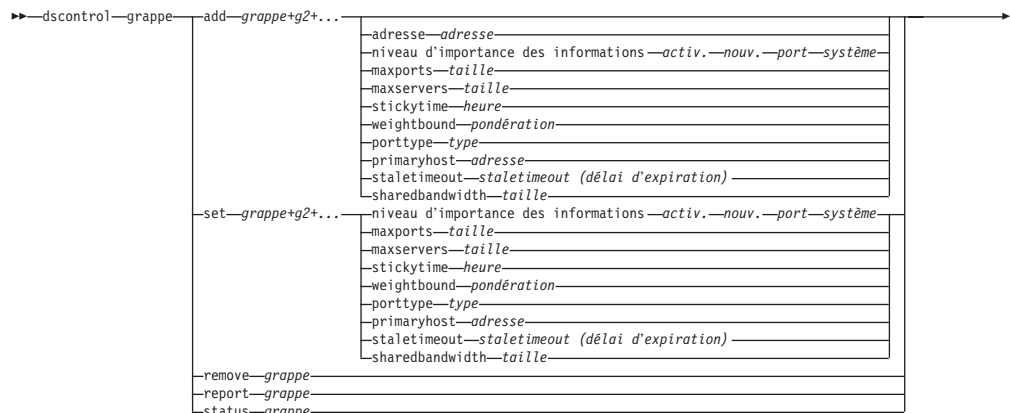 dscontrol grappe add grappe+g2+...
adresse adresse
niveau d'importance des informations activ. nouv. port système
maxports taille
maxservers taille
stickytime heure
weightbound pondération
porttype type
primaryhost adresse
staletimeout staletimeout (délai d'expiration)
sharedbandwidth taille
set grappe+g2+... niveau d'importance des informations activ. nouv. port système
maxports taille
maxservers taille
stickytime heure
weightbound pondération
porttype type
primaryhost adresse
staletimeout staletimeout (délai d'expiration)
sharedbandwidth taille
remove grappe
report grappe
status grappe